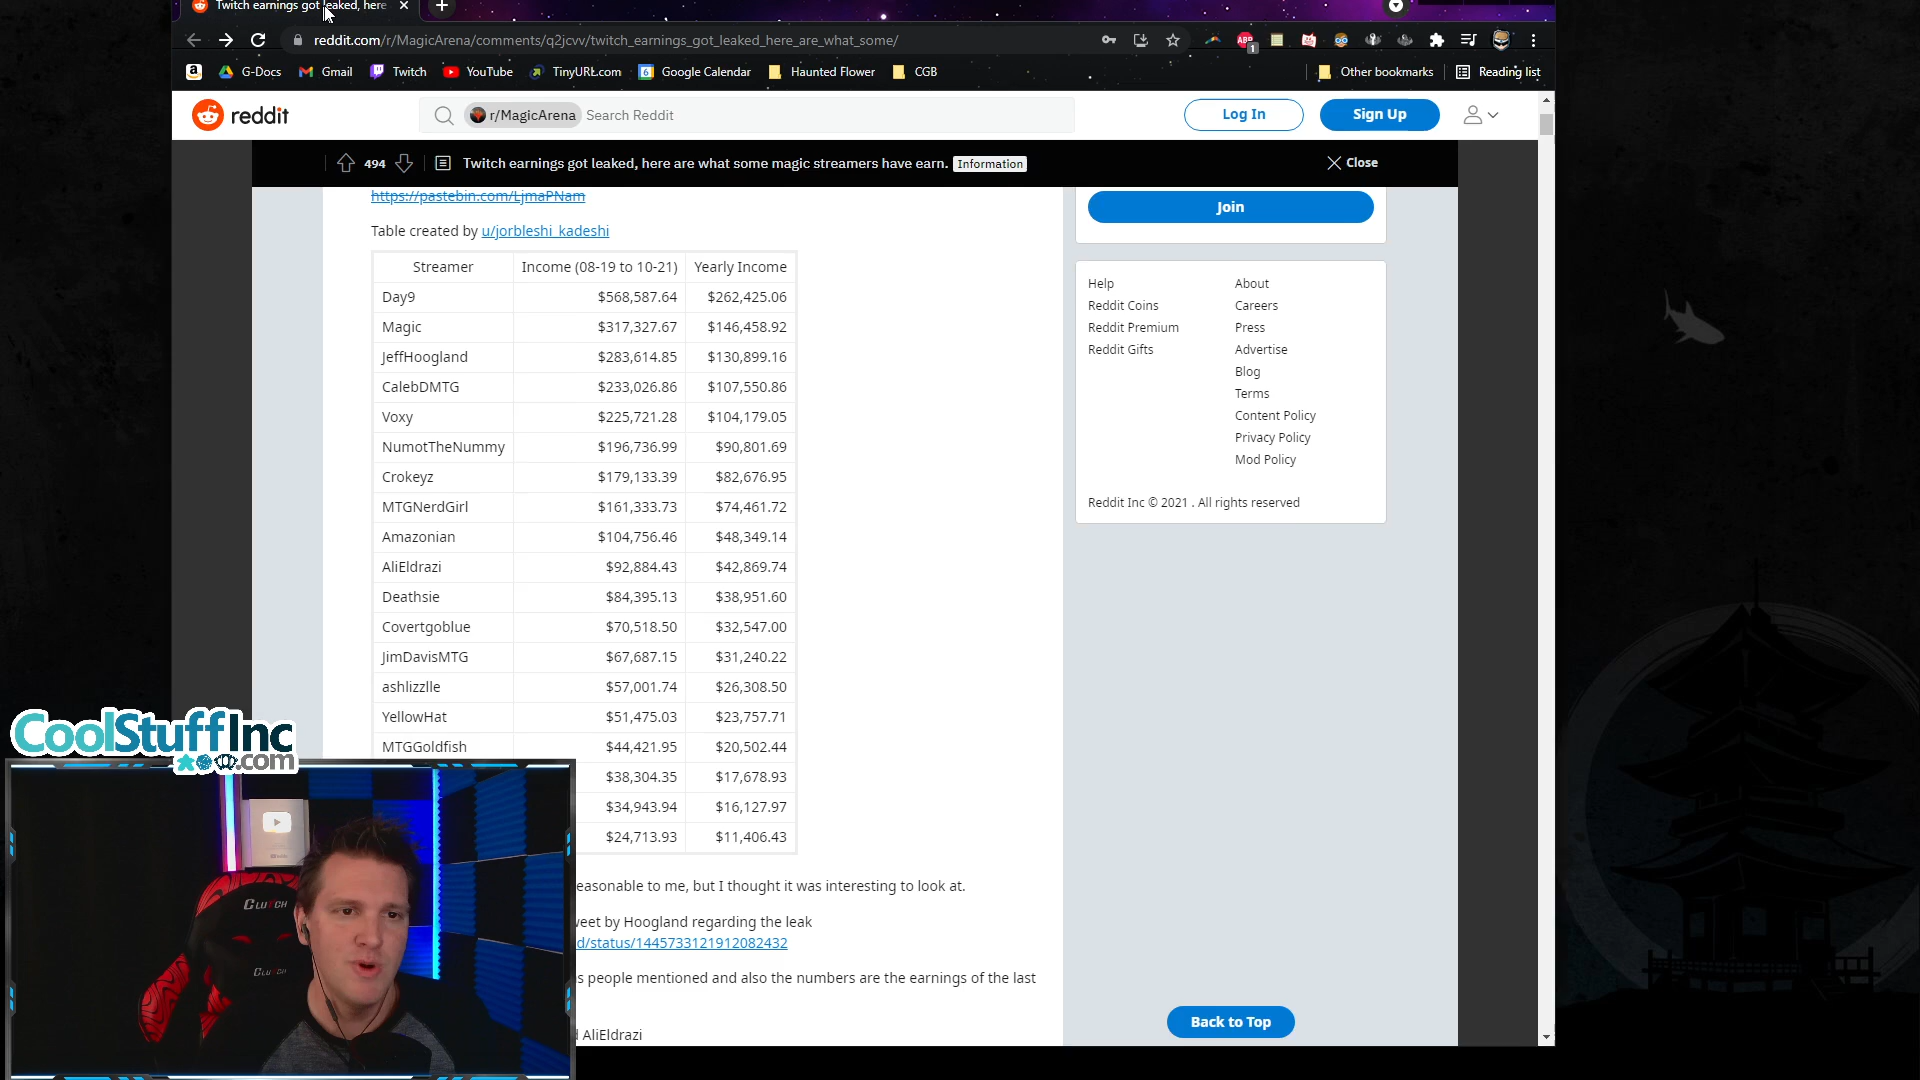 Twitch earnings got leaked, here
reddit.com/r/MagicArena/comments/q2jcvv/twitch_earnings_got_leaked_here_are_what_some/
ABP 1
G-Docs Gmail Twitch YouTube TinyURL.com Google Calendar Haunted Flower CGB Other bookmarks Reading list
reddit r/MagicArena Search Reddit Log In Sign Up
494 Twitch earnings got leaked, here are what some magic streamers have earn. Information Close
https://pastebin.com/LjmaPNam
Join
Table created by u/jorbleshi_kadeshi
Streamer Income (08-19 to 10-21) Yearly Income
Day9 $568,587.64 $262,425.06
Magic $317,327.67 $146,458.92
JeffHoogland $283,614.85 $130,899.16
CalebDMTG $233,026.86 $107,550.86
Voxy $225,721.28 $104,179.05
NumotTheNummy $196,736.99 $90,801.69
Crokeyz $179,133.39 $82,676.95
MTGNerdGirl $161,333.73 $74,461.72
Amazonian $104,756.46 $48,349.14
AliEldrazi $92,884.43 $42,869.74
Deathsie $84,395.13 $38,951.60
Covertgoblue $70,518.50 $32,547.00
JimDavisMTG $67,687.15 $31,240.22
ashlizzlle $57,001.74 $26,308.50
YellowHat $51,475.03 $23,757.71
MTGGoldfish $44,421.95 $20,502.44
$38,304.35 $17,678.93
$34,943.94 $16,127.97
$24,713.93 $11,406.43
easonable to me, but I thought it was interesting to look at.
weet by Hoogland regarding the leak
d/status/1445733121912082432
s people mentioned and also the numbers are the earnings of the last
d AliEldrazi
Help About
Reddit Coins Careers
Reddit Premium Press
Reddit Gifts Advertise
Blog
Terms
Content Policy
Privacy Policy
Mod Policy
Reddit Inc © 2021 . All rights reserved
Back to Top
CoolStuffInc
.com
CLUTCH
CLUTCH